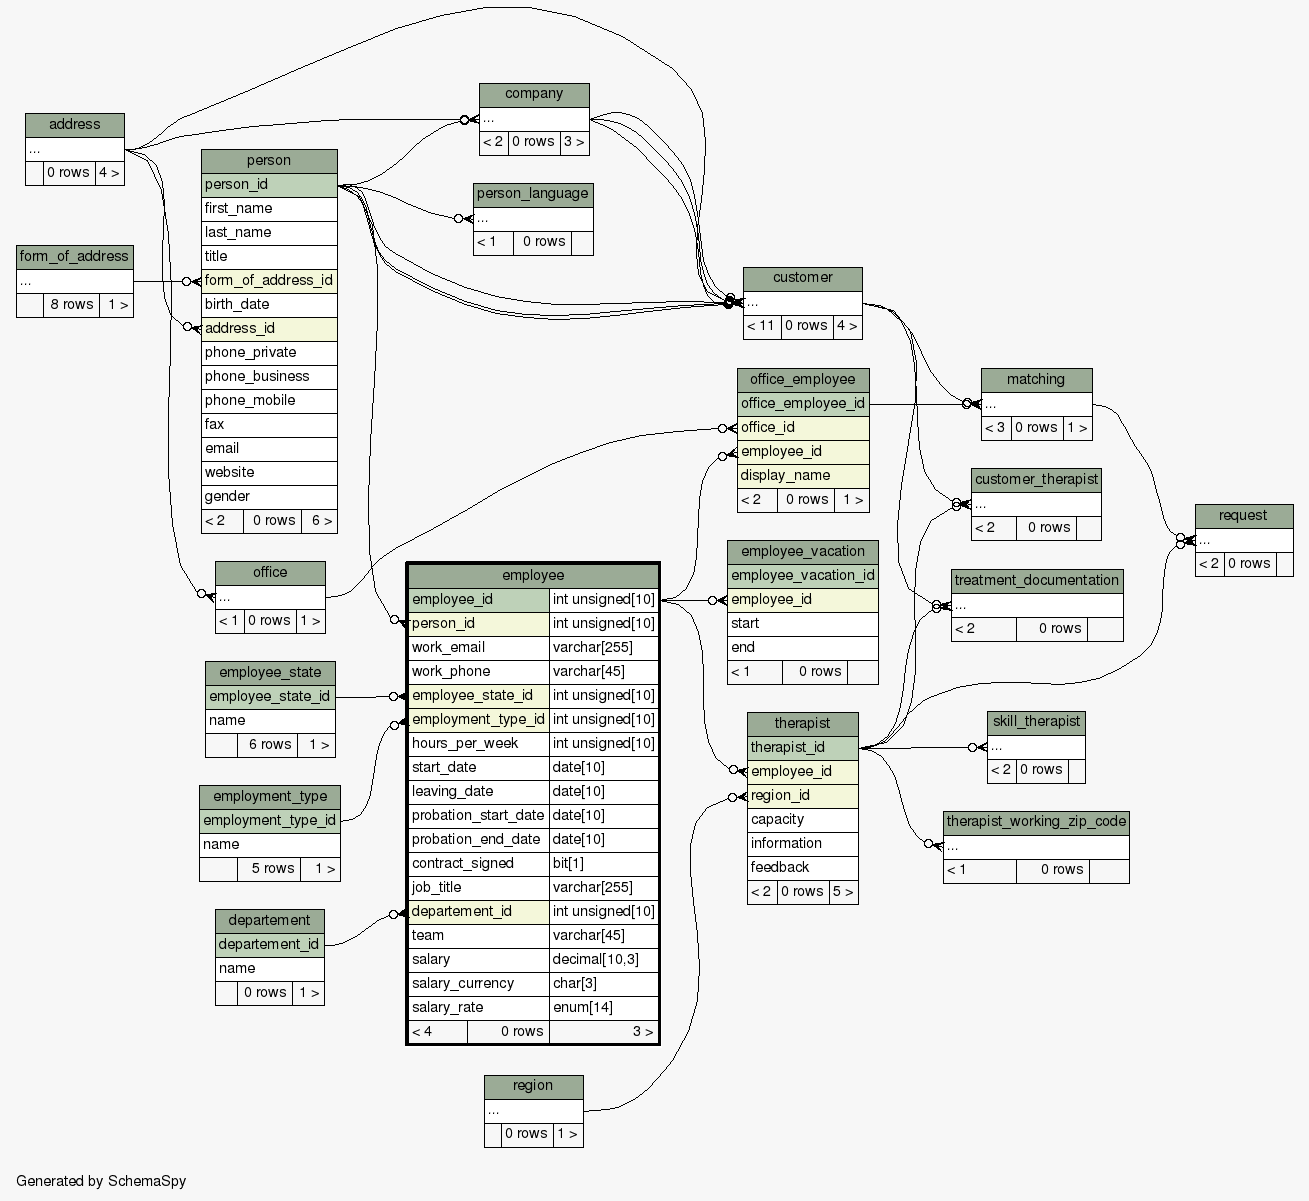 company
...
< 2 0 rows 3 >
address
...
0 rows 4 >
person
person_id
first_name
last_name
title
form_of_address_id
birth_date
address_id
phone_private
phone_business
phone_mobile
fax
email
website
gender
< 2 0 rows 6 >
person_language
...
< 1 0 rows
form_of_address
...
8 rows 1 >
customer
...
< 11 0 rows 4 >
office_employee
office_employee_id
office_id
employee_id
display_name
< 2 0 rows 1 >
matching
...
< 3 0 rows 1 >
customer_therapist
...
< 2 0 rows
request
...
< 2 0 rows
office
...
< 1 0 rows 1 >
employee
employee_id int unsigned[10]
person_id int unsigned[10]
work_email varchar[255]
work_phone varchar[45]
employee_state_id int unsigned[10]
employment_type_id int unsigned[10]
hours_per_week int unsigned[10]
start_date date[10]
leaving_date date[10]
probation_start_date date[10]
probation_end_date date[10]
contract_signed bit[1]
job_title varchar[255]
departement_id int unsigned[10]
team varchar[45]
salary decimal[10,3]
salary_currency char[3]
salary_rate enum[14]
< 4 0 rows 3 >
employee_vacation
employee_vacation_id
employee_id
start
end
< 1 0 rows
treatment_documentation
...
< 2 0 rows
employee_state
employee_state_id
name
6 rows 1 >
therapist
therapist_id
employee_id
region_id
capacity
information
feedback
< 2 0 rows 5 >
skill_therapist
...
< 2 0 rows
employment_type
employment_type_id
name
5 rows 1 >
therapist_working_zip_code
...
< 1 0 rows
departement
departement_id
name
0 rows 1 >
region
...
0 rows 1 >
Generated by SchemaSpy